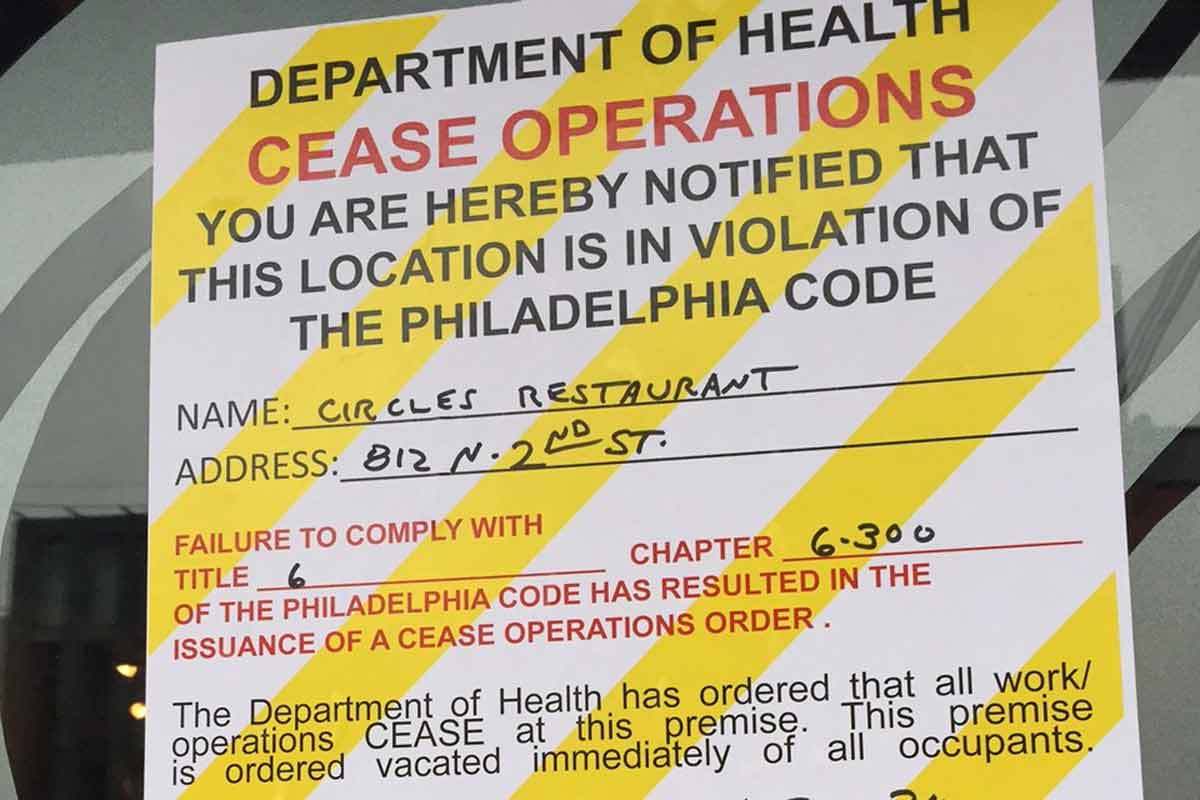 DEPARTMENT OF HEALTH
CEASE OPERATIONS
YOU ARE HEREBY NOTIFIED THAT
THIS LOCATION IS IN VIOLATION OF
THE PHILADELPHIA CODE
NAME: CIRCLES RESTAURANT
ADDRESS: 812 N. 2ND ST.
FAILURE TO COMPLY WITH
TITLE 6 CHAPTER 6-300
OF THE PHILADELPHIA CODE HAS RESULTED IN THE
ISSUANCE OF A CEASE OPERATIONS ORDER .
The Department of Health has ordered that all work/
operations CEASE at this premise. This premise
is ordered vacated immediately of all occupants.